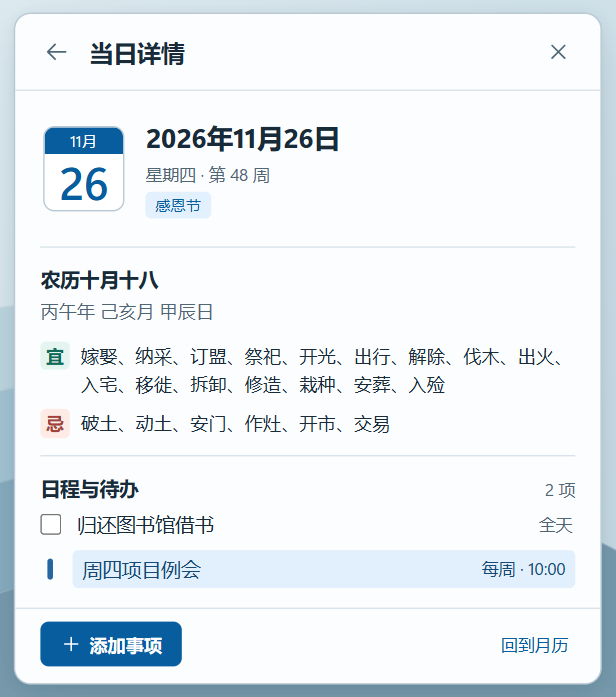 当日详情
11月
26
2026年11月26日
星期四 · 第 48 周
感恩节
农历十月十八
丙午年 己亥月 甲辰日
宜 嫁娶、纳采、订盟、祭祀、开光、出行、解除、伐木、出火、
入宅、移徙、拆卸、修造、栽种、安葬、入殓
忌 破土、动土、安门、作灶、开市、交易
日程与待办 2 项
归还图书馆借书 全天
周四项目例会 每周 · 10:00
添加事项 回到月历